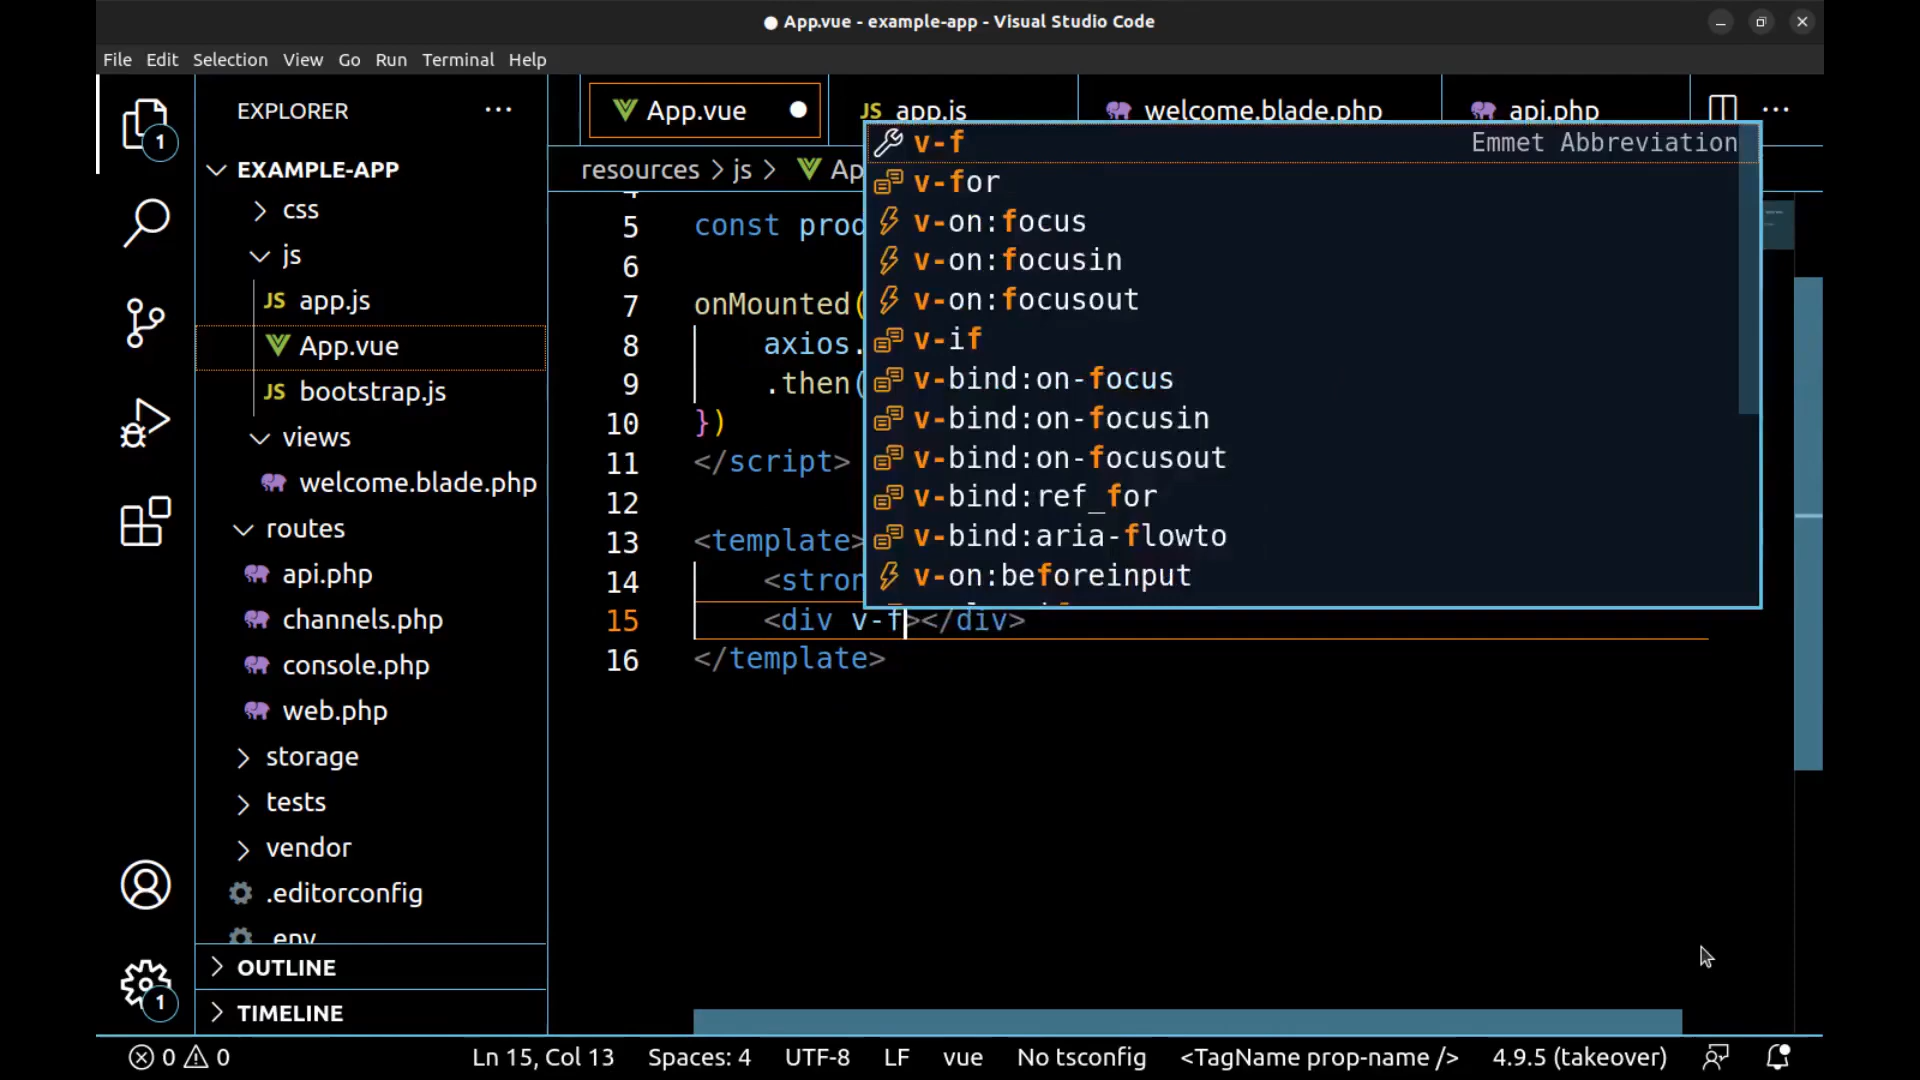 ● App.vue - example-app - Visual Studio Code
File Edit Selection View Go Run Terminal Help
1
EXPLORER ···
EXAMPLE-APP
css
js
JS app.js
App.vue
JS bootstrap.js
views
welcome.blade.php
routes
api.php
channels.php
console.php
web.php
storage
tests
vendor
.editorconfig
.env
OUTLINE
TIMELINE
1
App.vue ●
JS app.js
welcome.blade.php
api.php
···
resources > js > Ap
5 const prod
6
7 onMounted(
8 axios.
9 .then(
10 })
11 </script>
12
13 <template>
14 <stron
15 <div v-f></div>
16 </template>
v-f Emmet Abbreviation
v-for
v-on:focus
v-on:focusin
v-on:focusout
v-if
v-bind:on-focus
v-bind:on-focusin
v-bind:on-focusout
v-bind:ref_for
v-bind:aria-flowto
v-on:beforeinput
0 0 Ln 15, Col 13 Spaces: 4 UTF-8 LF vue No tsconfig <TagName prop-name /> 4.9.5 (takeover)